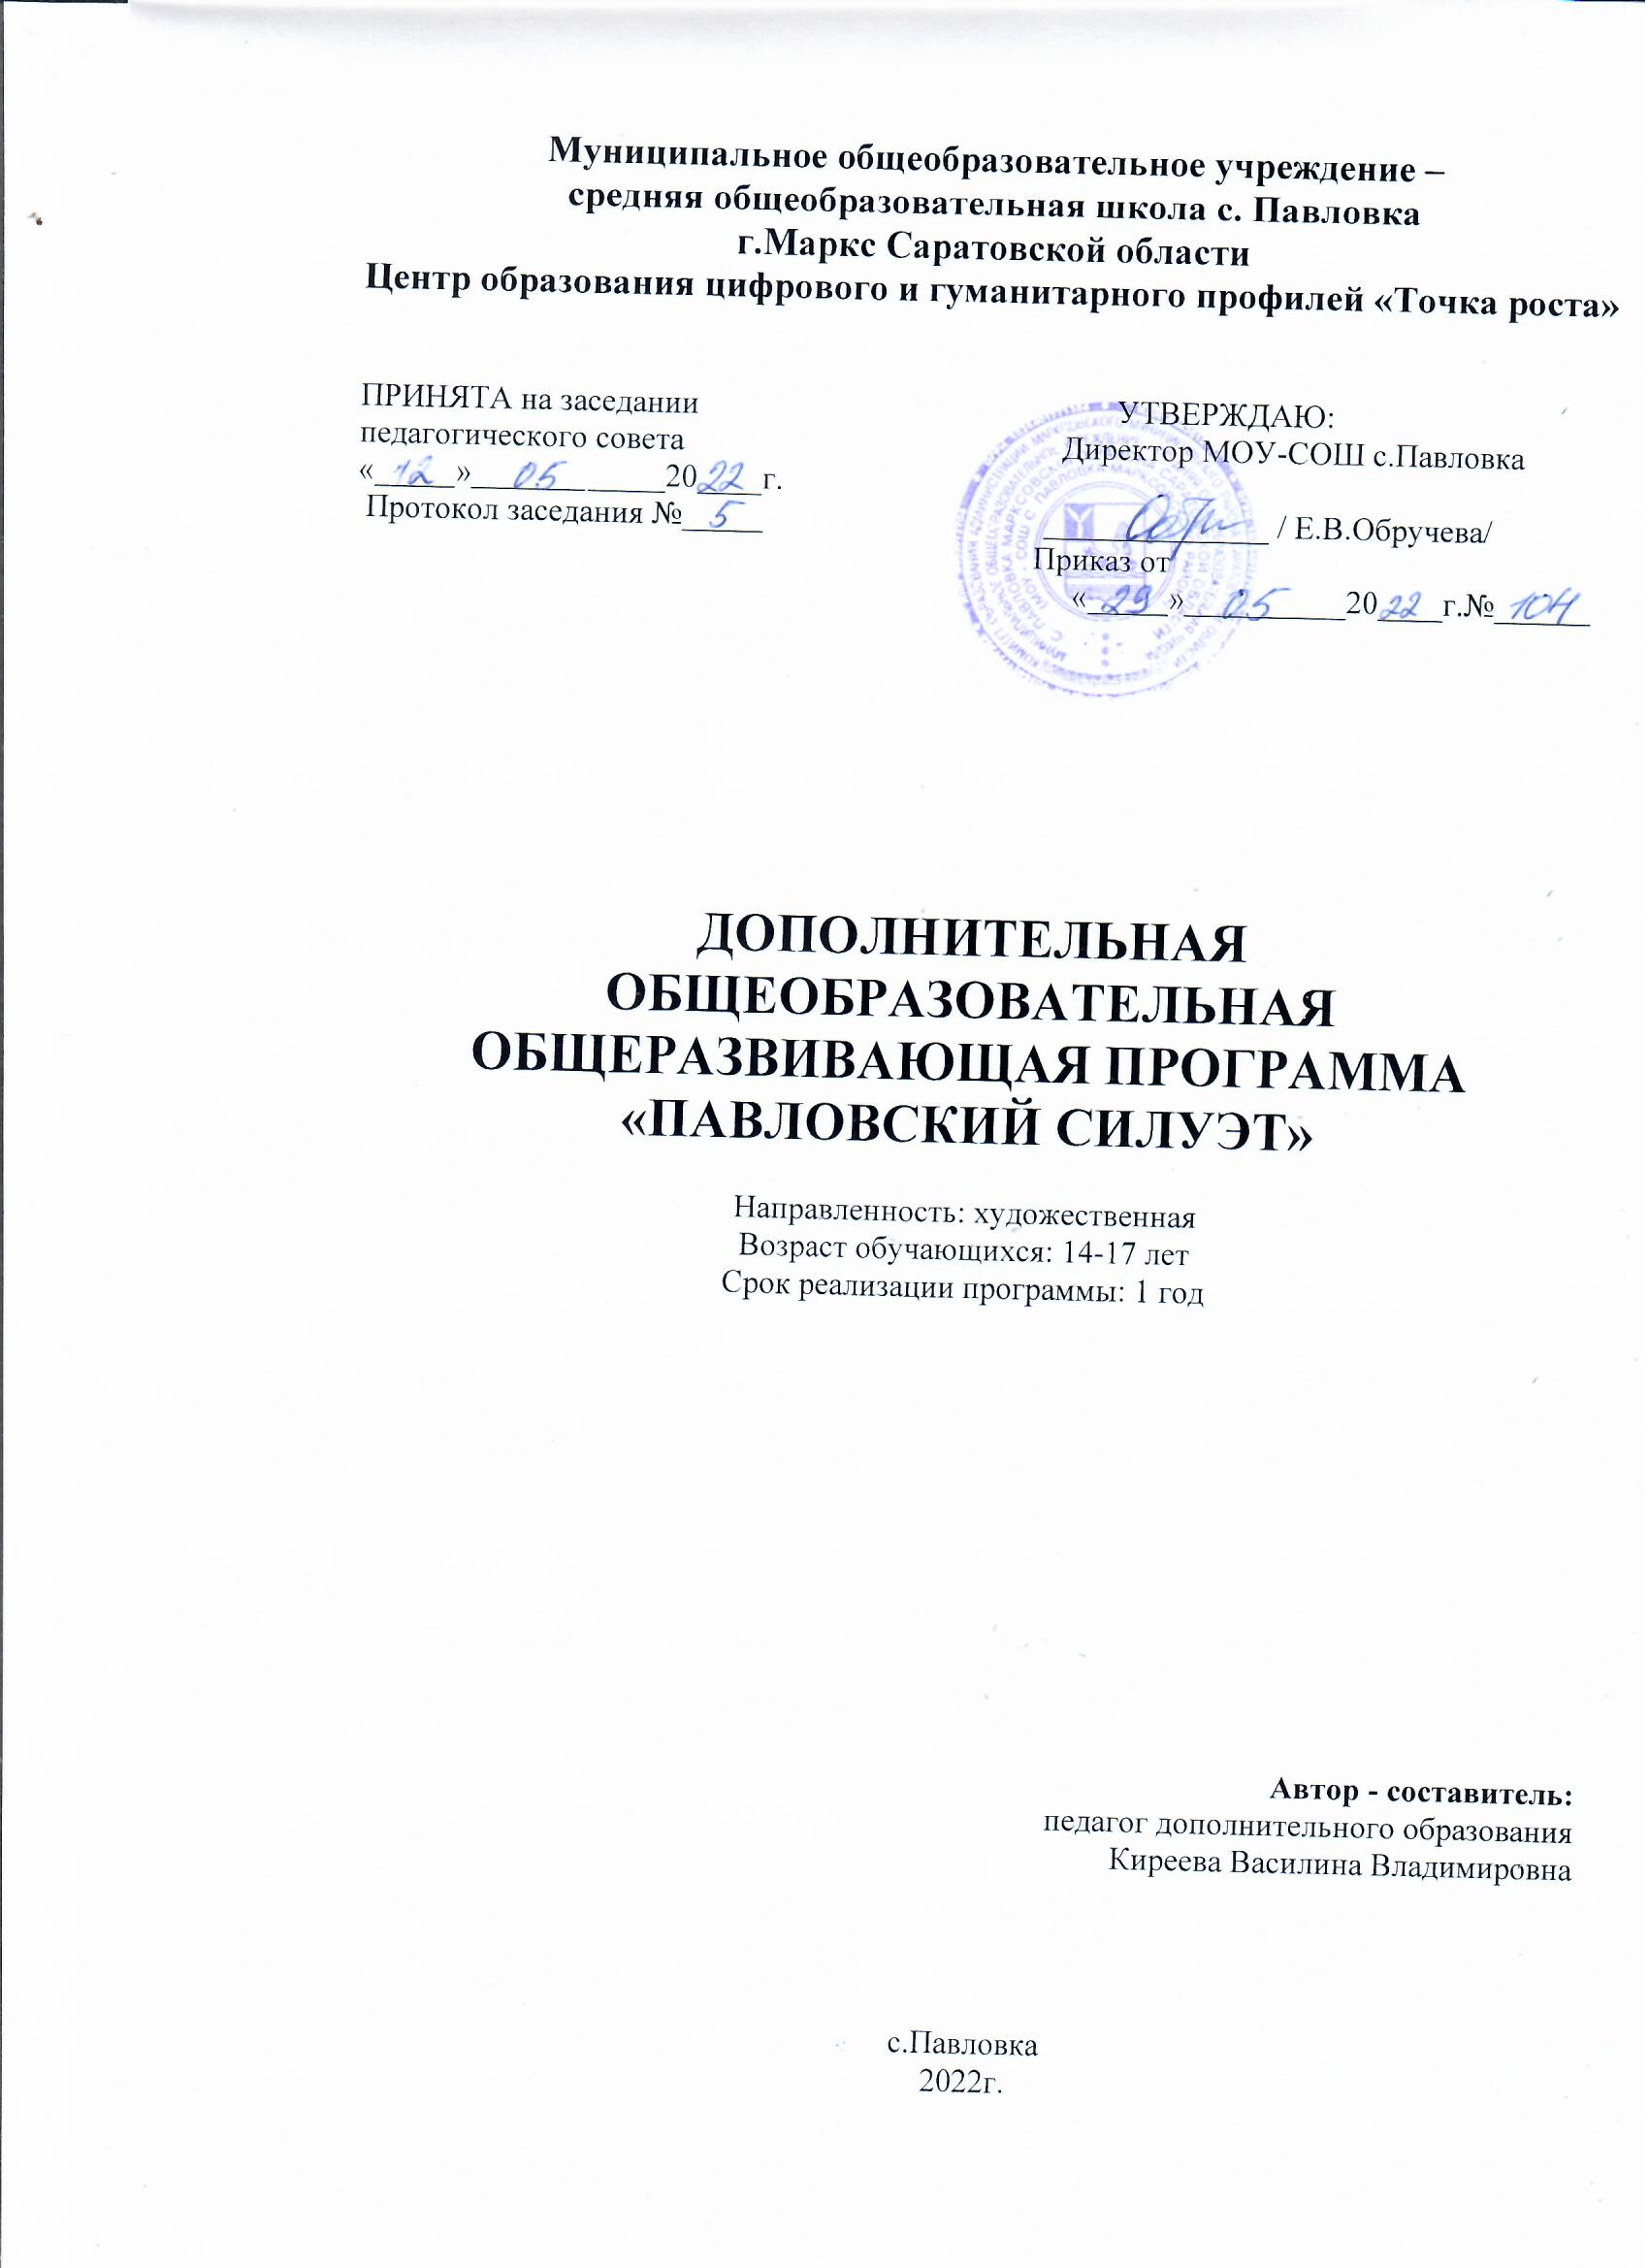 Муниципальное общеобразовательное учреждение –
средняя общеобразовательная школа с. Павловка
г.Маркс Саратовской области
Центр образования цифрового и гуманитарного профилей «Точка роста»
ПРИНЯТА на заседании
педагогического совета
«12» 05 2022 г.
Протокол заседания № 5
УТВЕРЖДАЮ:
Директор МОУ-СОШ с.Павловка
/ Е.В.Обручева/
Приказ от
«29» 05 2022 г.№ 104
ДОПОЛНИТЕЛЬНАЯ
ОБЩЕОБРАЗОВАТЕЛЬНАЯ
ОБЩЕРАЗВИВАЮЩАЯ ПРОГРАММА
«ПАВЛОВСКИЙ СИЛУЭТ»
Направленность: художественная
Возраст обучающихся: 14-17 лет
Срок реализации программы: 1 год
Автор - составитель:
педагог дополнительного образования
Киреева Василина Владимировна
с.Павловка
2022г.